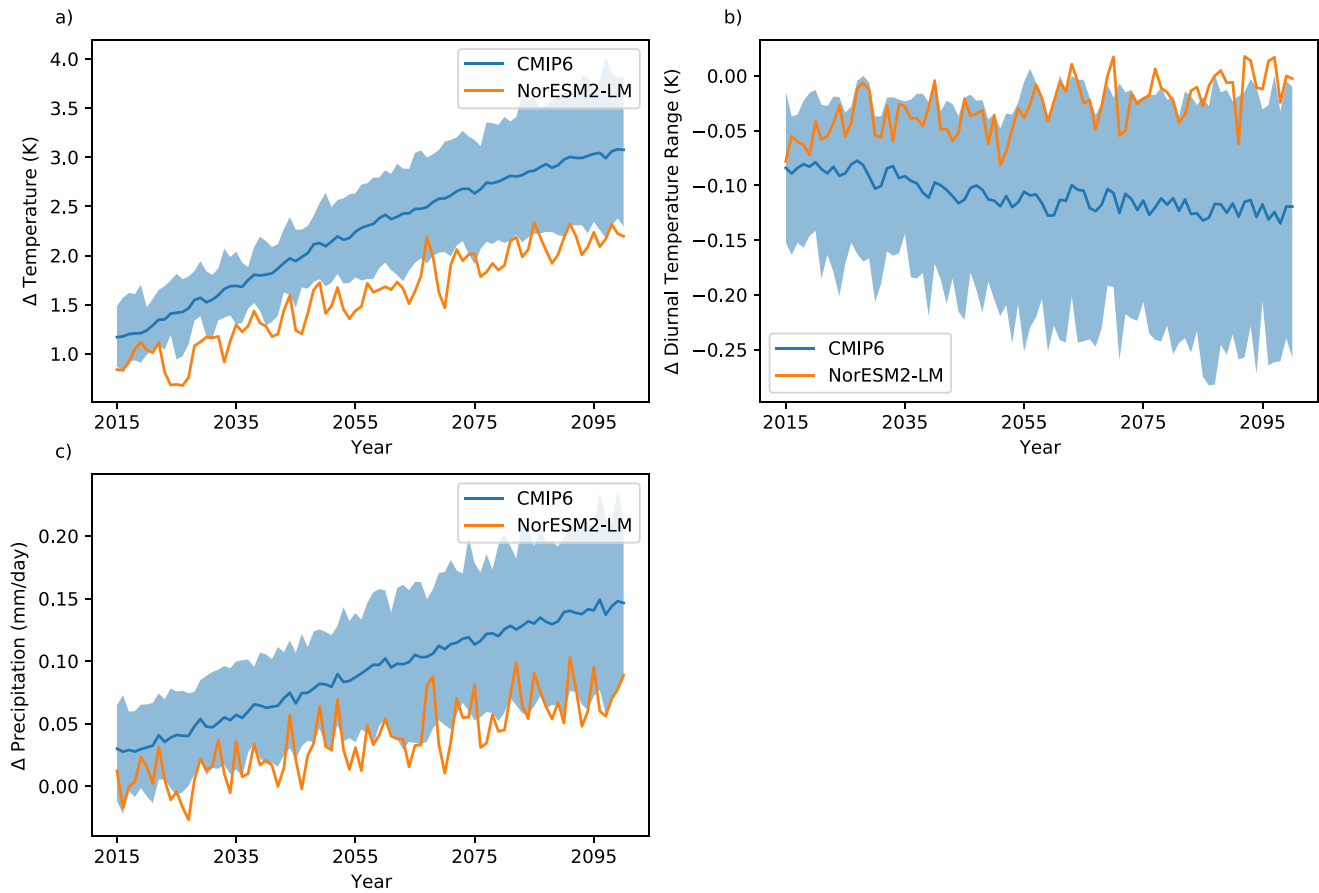 a)
Δ Temperature (K)
4.0
3.5
3.0
2.5
2.0
1.5
1.0
CMIP6
NorESM2-LM
2015 2035 2055 2075 2095
Year
b)
Δ Diurnal Temperature Range (K)
0.00
−0.05
−0.10
−0.15
−0.20
−0.25
CMIP6
NorESM2-LM
2015 2035 2055 2075 2095
Year
c)
Δ Precipitation (mm/day)
0.20
0.15
0.10
0.05
0.00
CMIP6
NorESM2-LM
2015 2035 2055 2075 2095
Year